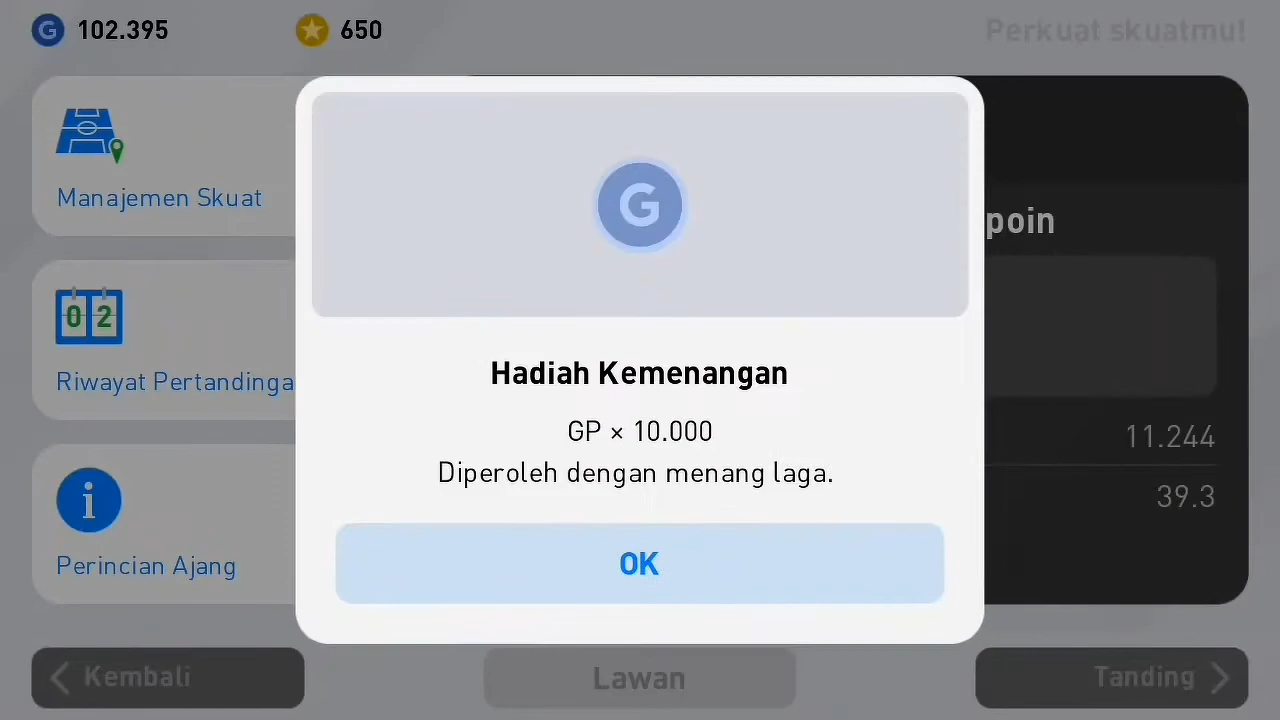 G 102.395
650
Perkuat skuatmu!
Manajemen Skuat
G
poin
02
Riwayat Pertandinga
Hadiah Kemenangan
GP × 10.000
Diperoleh dengan menang laga.
11.244
39.3
i
Perincian Ajang
OK
Kembali
Lawan
Tanding